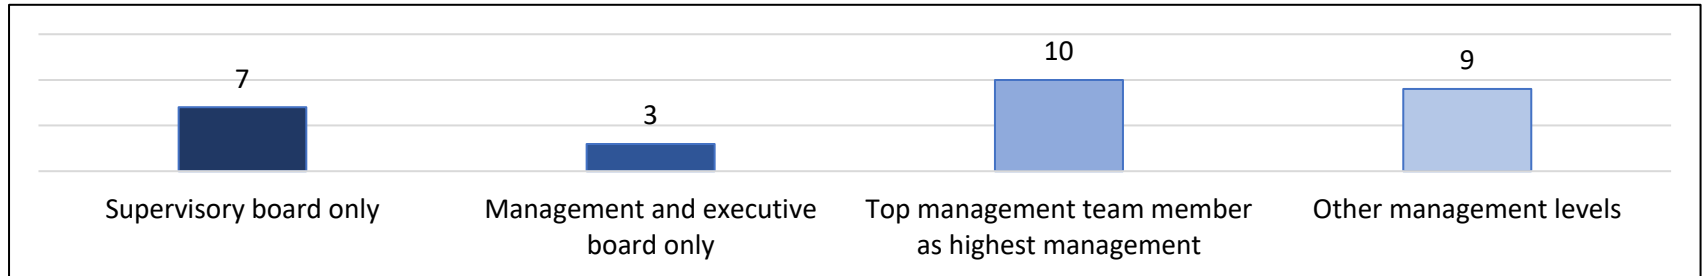 7
3
10
9
Supervisory board only
Management and executive
board only
Top management team member
as highest management
Other management levels